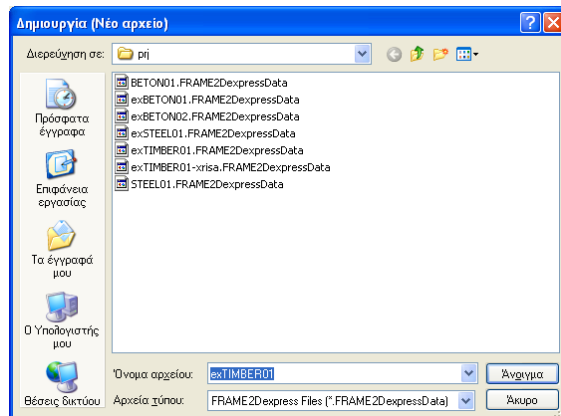 Δημιουργία (Νέο αρχείο)
Διερεύνηση σε: prj
Πρόσφατα
έγγραφα
Επιφάνεια
εργασίας
Τα έγγραφά
μου
Ο Υπολογιστής
μου
Θέσεις δικτύου
BETON01.FRAME2DexpressData
exBETON01.FRAME2DexpressData
exBETON02.FRAME2DexpressData
exSTEEL01.FRAME2DexpressData
exTIMBER01.FRAME2DexpressData
exTIMBER01-xrisa.FRAME2DexpressData
STEEL01.FRAME2DexpressData
Όνομα αρχείου: exTIMBER01 Άνοιγμα
Αρχεία τύπου: FRAME2Dexpress Files (*.FRAME2DexpressData) Άκυρο